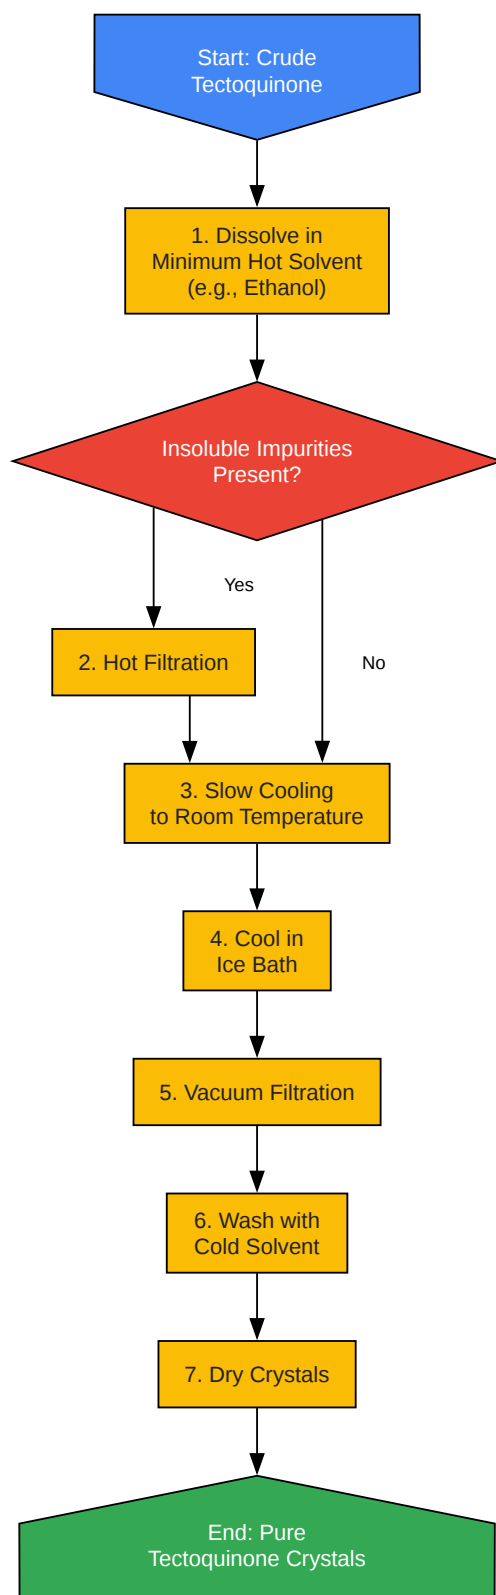 Start: Crude
Tectoquinone
1. Dissolve in
Minimum Hot Solvent
(e.g., Ethanol)
Insoluble Impurities
Present?
Yes
2. Hot Filtration
No
3. Slow Cooling
to Room Temperature
4. Cool in
Ice Bath
5. Vacuum Filtration
6. Wash with
Cold Solvent
7. Dry Crystals
End: Pure
Tectoquinone Crystals